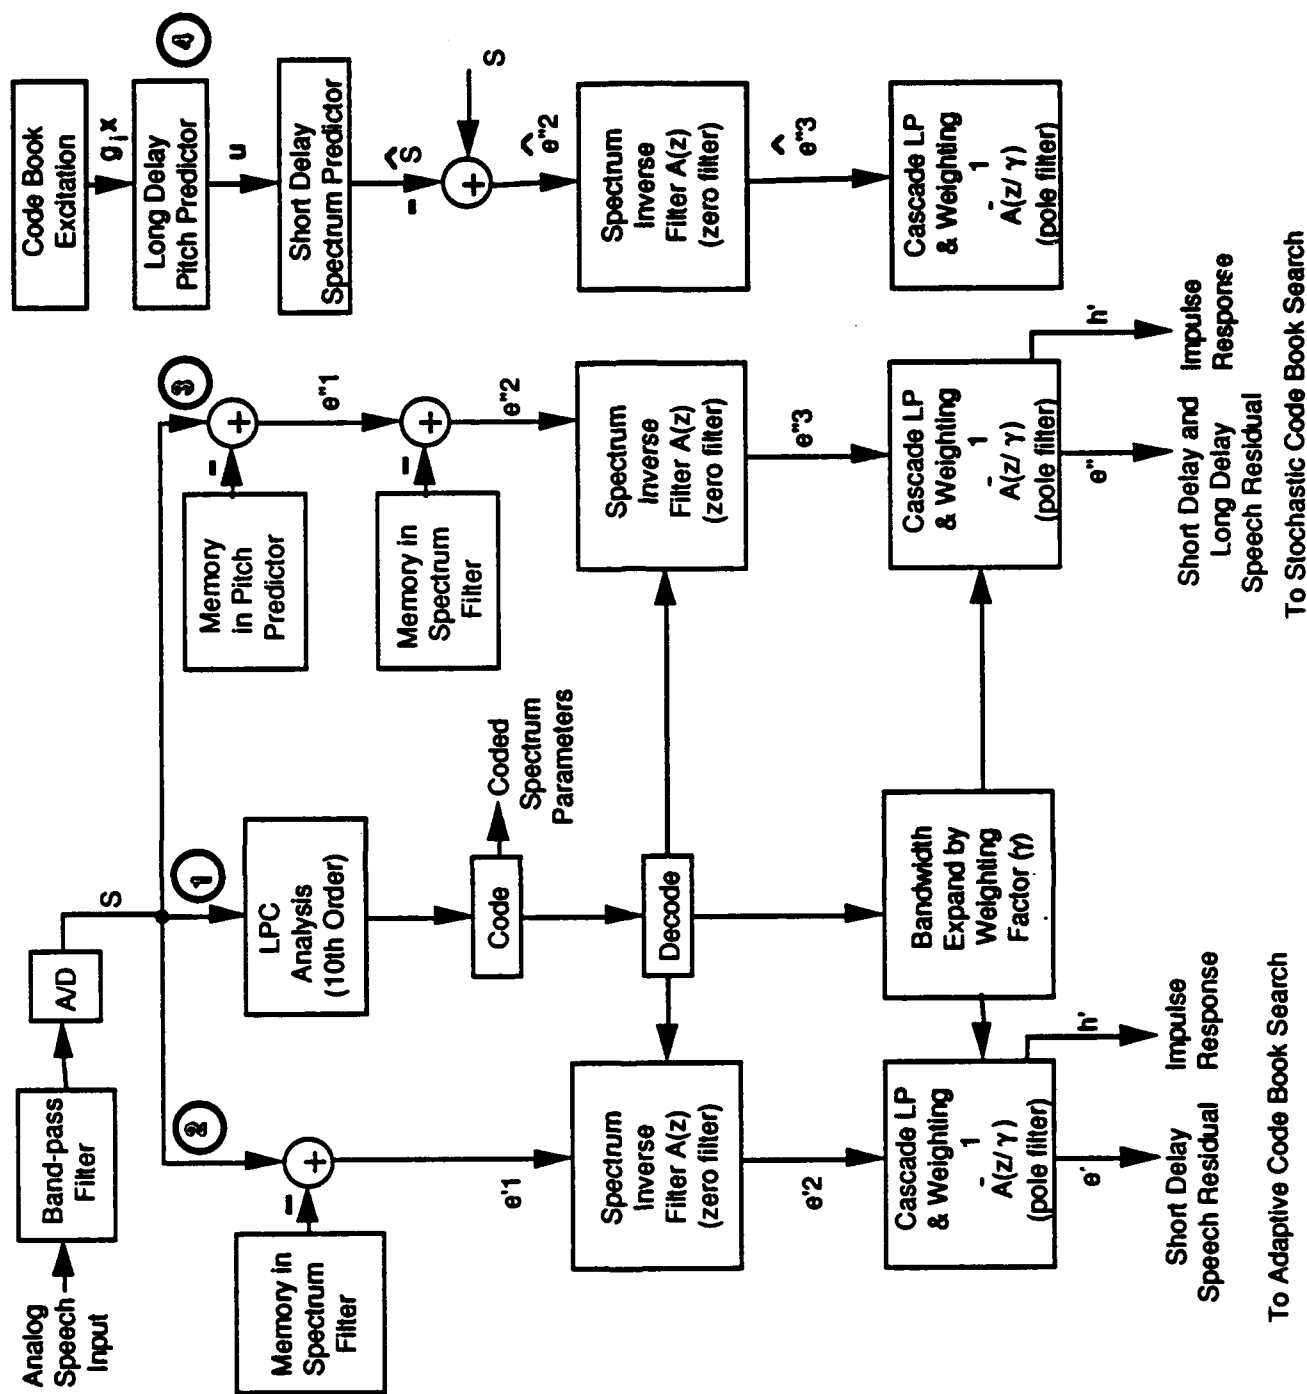 Analog
Speech
Input
Band-pass
Filter
A/D
S
2
1
3
4
Memory in
Spectrum
Filter
–
+
e'1
Spectrum
Inverse
Filter A(z)
(zero filter)
e'2
Cascade LP
& Weighting
1
Ā(z/ γ)
(pole filter)
e'
h'
Short Delay
Speech Residual
Impulse
Response
To Adaptive Code Book Search
LPC
Analysis
(10th Order)
Code
Coded
Spectrum
Parameters
Decode
Bandwidth
Expand by
Weighting
Factor (γ)
Memory
in Pitch
Predictor
–
+
e"1
Memory in
Spectrum
Filter
–
+
e"2
Spectrum
Inverse
Filter A(z)
(zero filter)
e"3
Cascade LP
& Weighting
1
Ā(z/ γ)
(pole filter)
e"
h'
Short Delay and
Long Delay
Speech Residual
Impulse
Response
To Stochastic Code Book Search
Code Book
Excitation
gᵢx
Long Delay
Pitch Predictor
u
Short Delay
Spectrum Predictor
Ŝ
–
+
S
ê"2
Spectrum
Inverse
Filter A(z)
(zero filter)
ê"3
Cascade LP
& Weighting
1
Ā(z/ γ)
(pole filter)